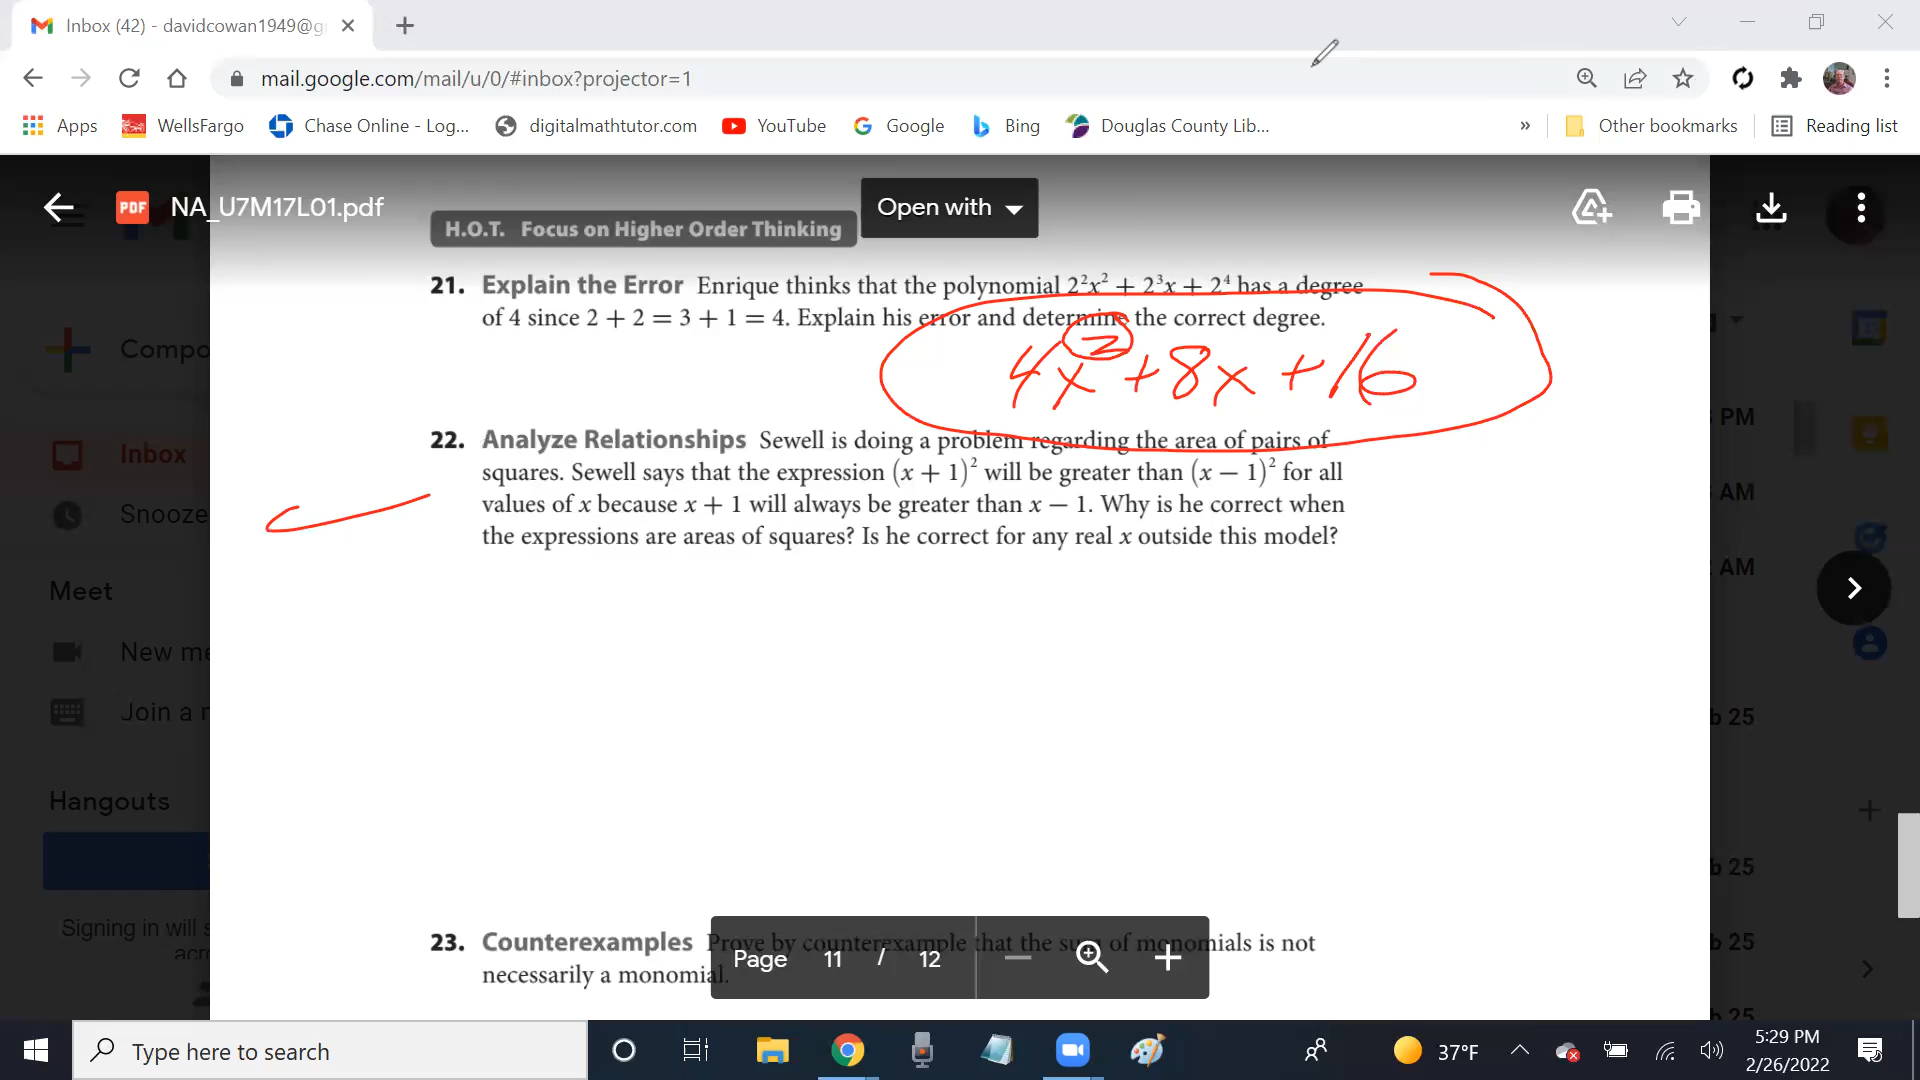 Inbox (42) - davidcowan1949@g
mail.google.com/mail/u/0/#inbox?projector=1
Apps WellsFargo Chase Online - Log... digitalmathtutor.com YouTube Google Bing Douglas County Lib... » Other bookmarks Reading list
PDF NA_U7M17L01.pdf Open with
H.O.T. Focus on Higher Order Thinking
21. Explain the Error Enrique thinks that the polynomial 2²x² + 2³x + 2⁴ has a degree
of 4 since 2 + 2 = 3 + 1 = 4. Explain his error and determine the correct degree.
4x² + 8x + 16
Compo
22. Analyze Relationships Sewell is doing a problem regarding the area of pairs of
squares. Sewell says that the expression (x + 1)² will be greater than (x − 1)² for all
values of x because x + 1 will always be greater than x − 1. Why is he correct when
the expressions are areas of squares? Is he correct for any real x outside this model?
PM
Inbox
AM
Snooze
AM
Meet
New me
Join a
b 25
Hangouts
b 25
Signing in will
acr
23. Counterexamples Prove by counterexample that the sum of monomials is not
necessarily a monomial.
b 25
Page 11 / 12
b 25
Type here to search
37°F
5:29 PM
2/26/2022